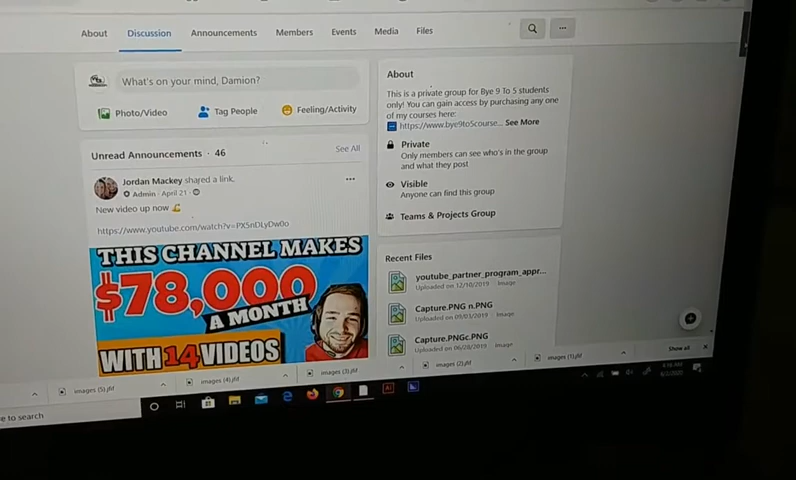 About Discussion Announcements Members Events Media Files
What's on your mind, Damion?
Photo/Video Tag People Feeling/Activity
Unread Announcements · 46 See All
Jordan Mackey shared a link.
Admin · April 21 ·
New video up now
https://www.youtube.com/watch?v=PX5nDLyDw0o
THIS CHANNEL MAKES
$78,000
A MONTH
WITH 14 VIDEOS
About
This is a private group for Bye 9 To 5 students
only! You can gain access by purchasing any one
of my courses here:
https://www.bye9to5course... See More
Private
Only members can see who's in the group
and what they post
Visible
Anyone can find this group
Teams & Projects Group
Recent Files
youtube_partner_program_appr...
Uploaded on 12/10/2019 · Image
Capture.PNG n.PNG
Uploaded on 09/03/2019 · Image
Capture.PNGc.PNG
Uploaded on 06/28/2019 · Image
images (5).jfif images (4).jfif images (3).jfif images (2).jfif images (1).jfif Show all
e to search
Ai